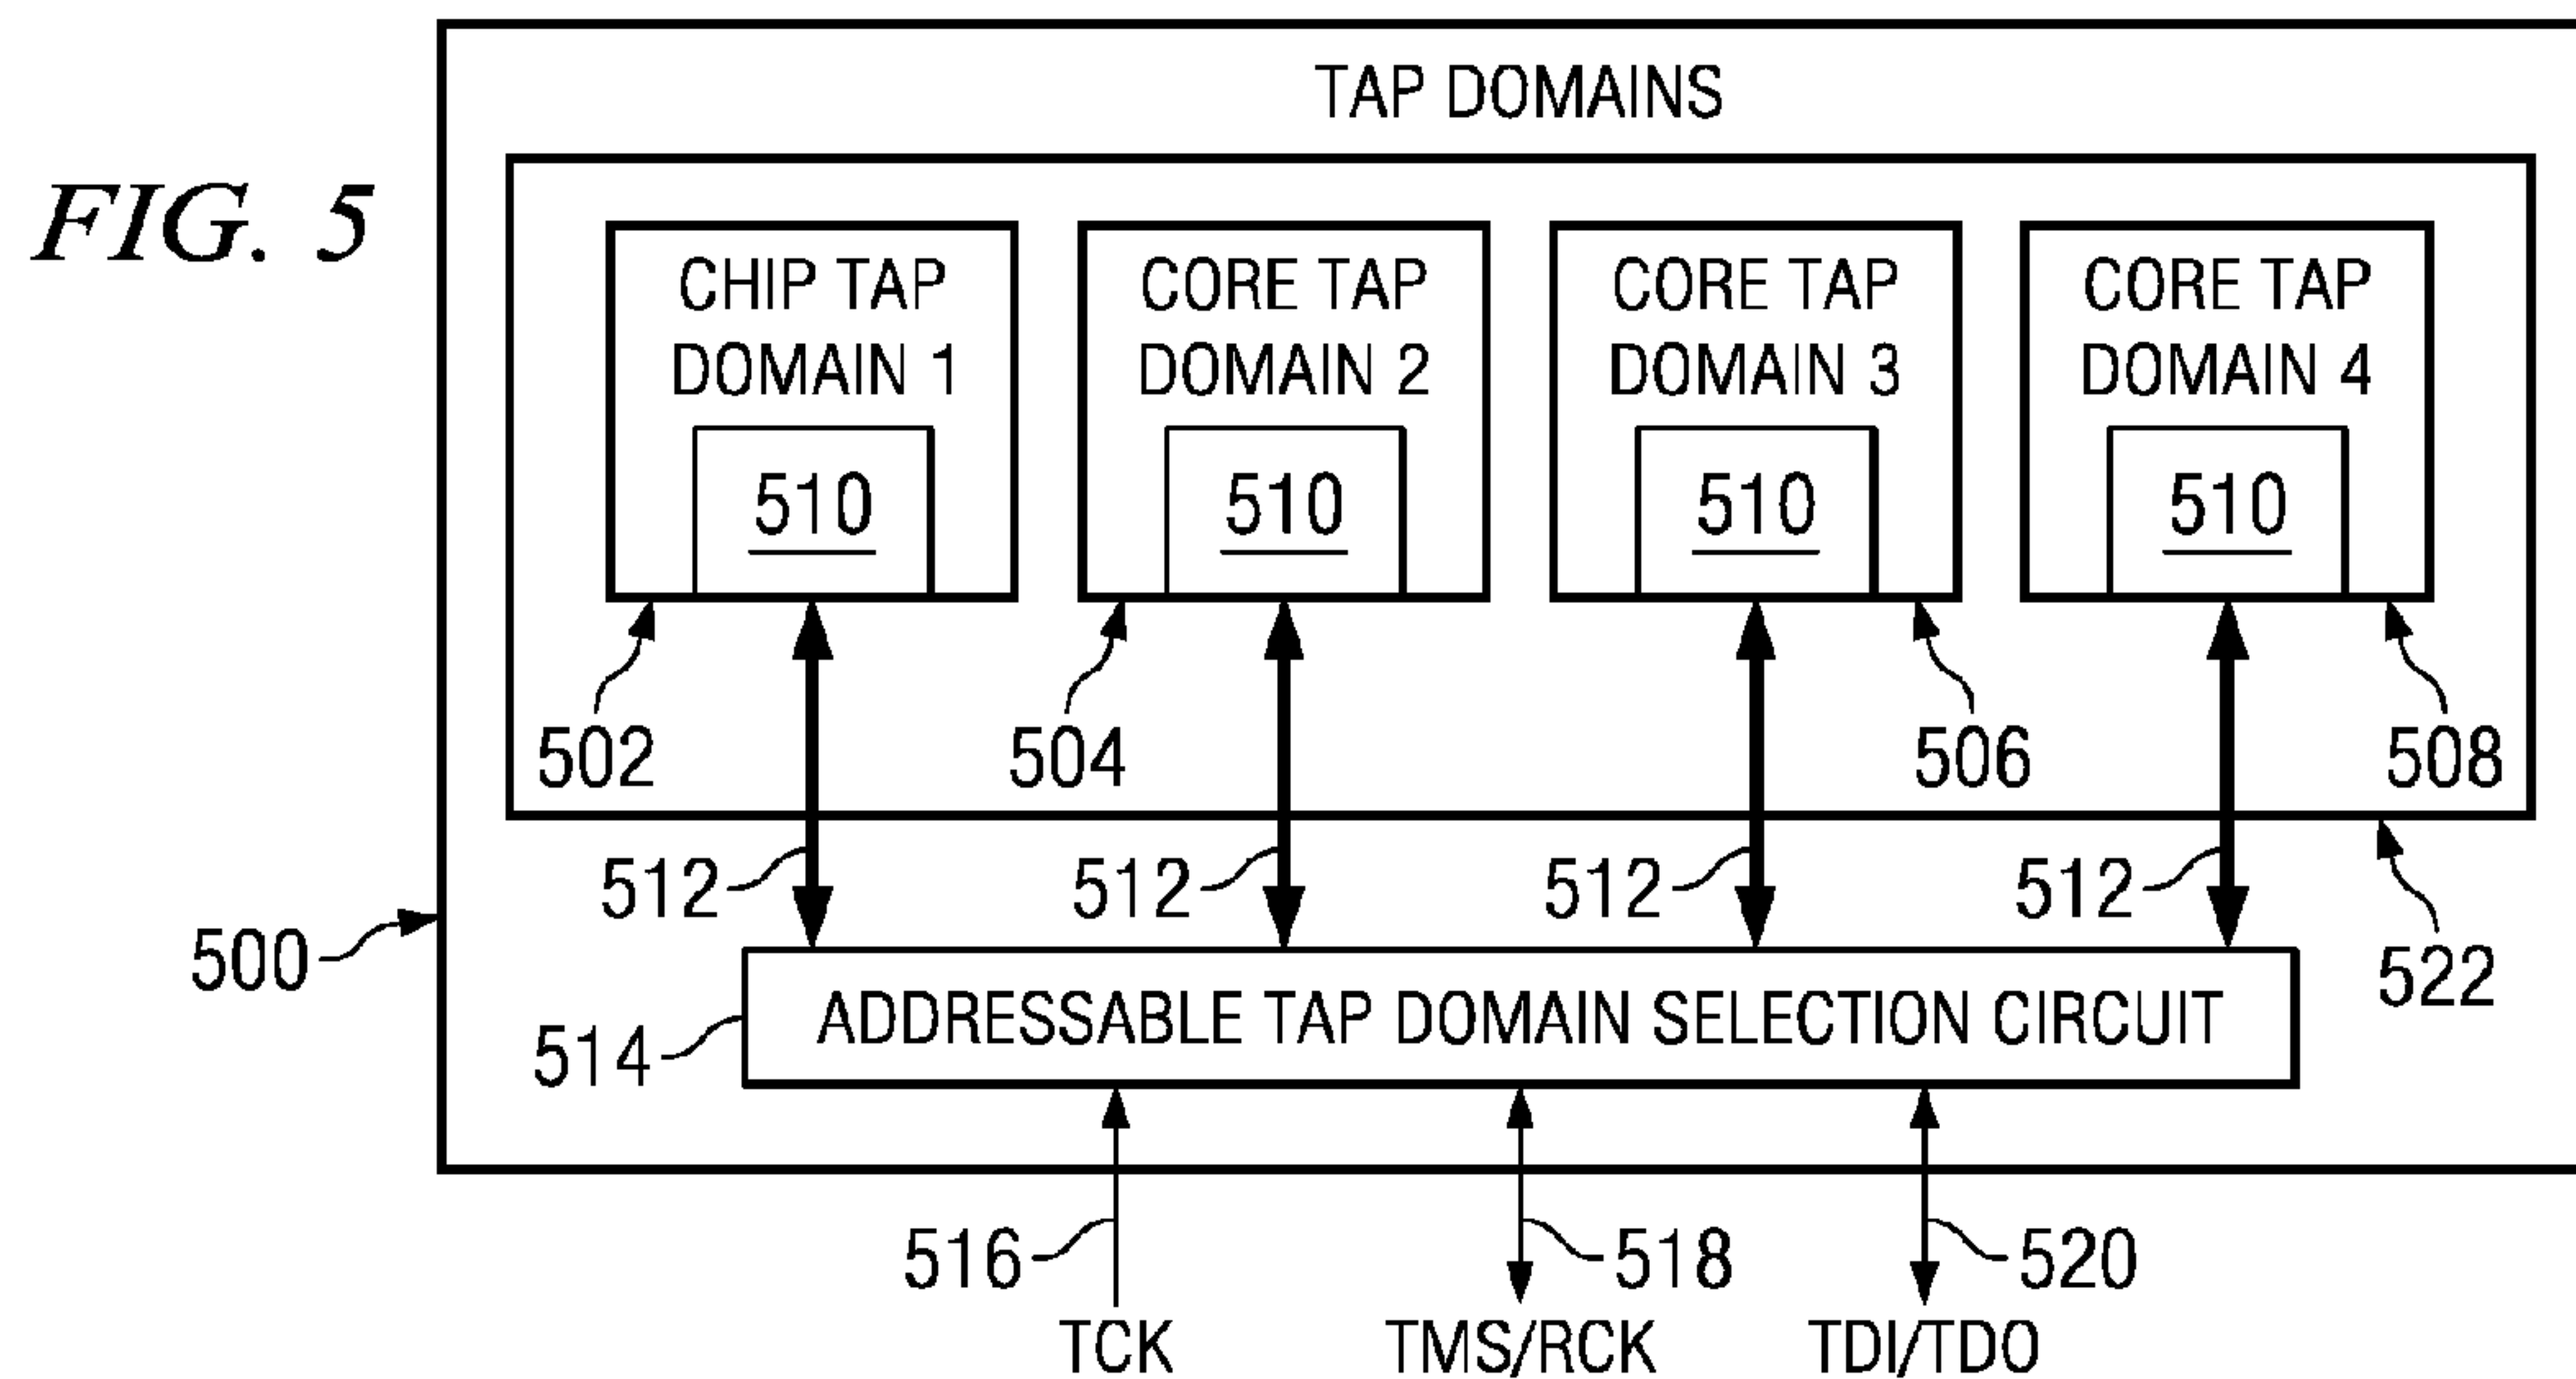 FIG. 5
TAP DOMAINS
CHIP TAP
DOMAIN 1
510
CORE TAP
DOMAIN 2
510
CORE TAP
DOMAIN 3
510
CORE TAP
DOMAIN 4
510
502
504
506
508
512
512
512
512
500
522
514
ADDRESSABLE TAP DOMAIN SELECTION CIRCUIT
516
518
520
TCK
TMS/RCK
TDI/TDO